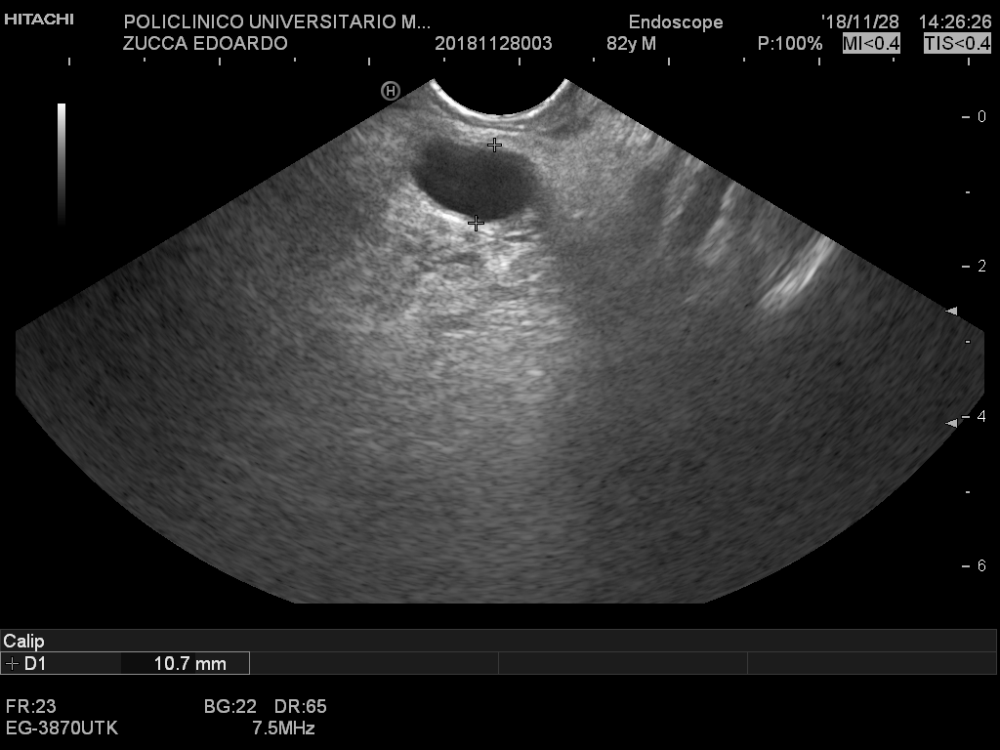 HITACHI POLICLINICO UNIVERSITARIO M... Endoscope '18/11/28 14:26:26
ZUCCA EDOARDO 20181128003 82y M P:100% MI<0.4 TIS<0.4
H
0
2
4
6
Calip
D1 10.7 mm
FR:23 BG:22 DR:65
EG-3870UTK 7.5MHz